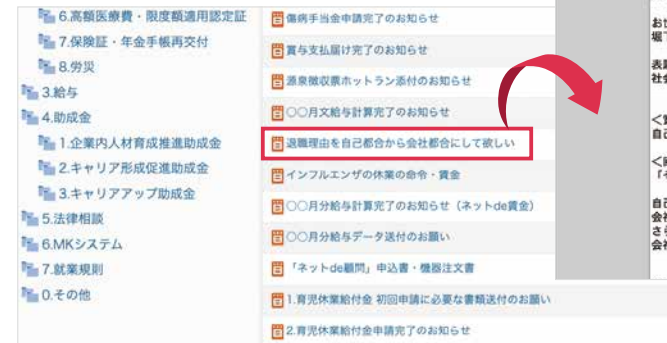 6.高額医療費・限度額適用認定証
7.保険証・年金手帳再交付
8.労災
3.給与
4.助成金
1.企業内人材育成推進助成金
2.キャリア形成促進助成金
3.キャリアアップ助成金
5.法律相談
6.MKシステム
7.就業規則
0.その他
傷病手当金申請完了のお知らせ
賞与支払届け完了のお知らせ
源泉徴収票ホットラン添付のお知らせ
○○月文給与計算完了のお知らせ
退職理由を自己都合から会社都合にして欲しい
インフルエンザの休業の命令・賃金
○○月分給与計算完了のお知らせ(ネットde賃金)
○○月分給与データ送付のお願い
「ネットde顧問」申込書・機器注文書
1.育児休業給付金 初回申請に必要な書類送付のお願い
2.育児休業給付金申請完了のお知らせ
表題
社会
自己
会社
会社